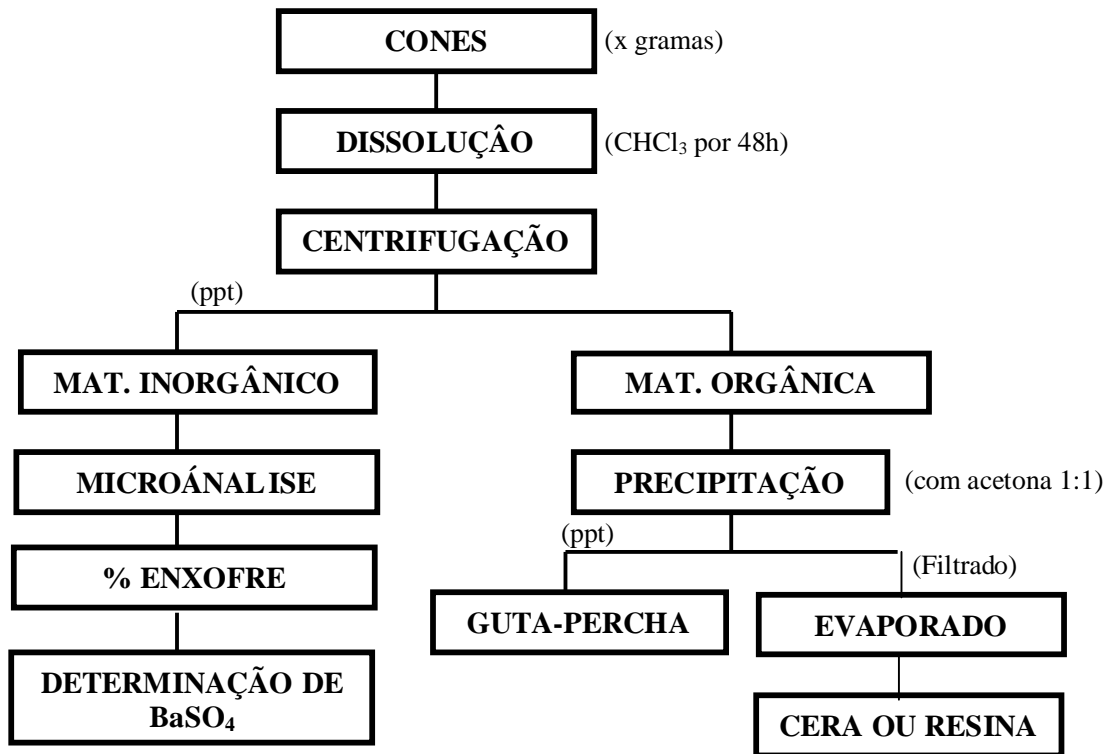 CONES (x gramas)
DISSOLUÇÂO (CHCl₃ por 48h)
CENTRIFUGAÇÃO
(ppt)
MAT. INORGÂNICO MAT. ORGÂNICA
MICROÁNALISE PRECIPITAÇÃO (com acetona 1:1)
(ppt)
% ENXOFRE (Filtrado)
GUTA-PERCHA EVAPORADO
DETERMINAÇÃO DE
BaSO₄
CERA OU RESINA